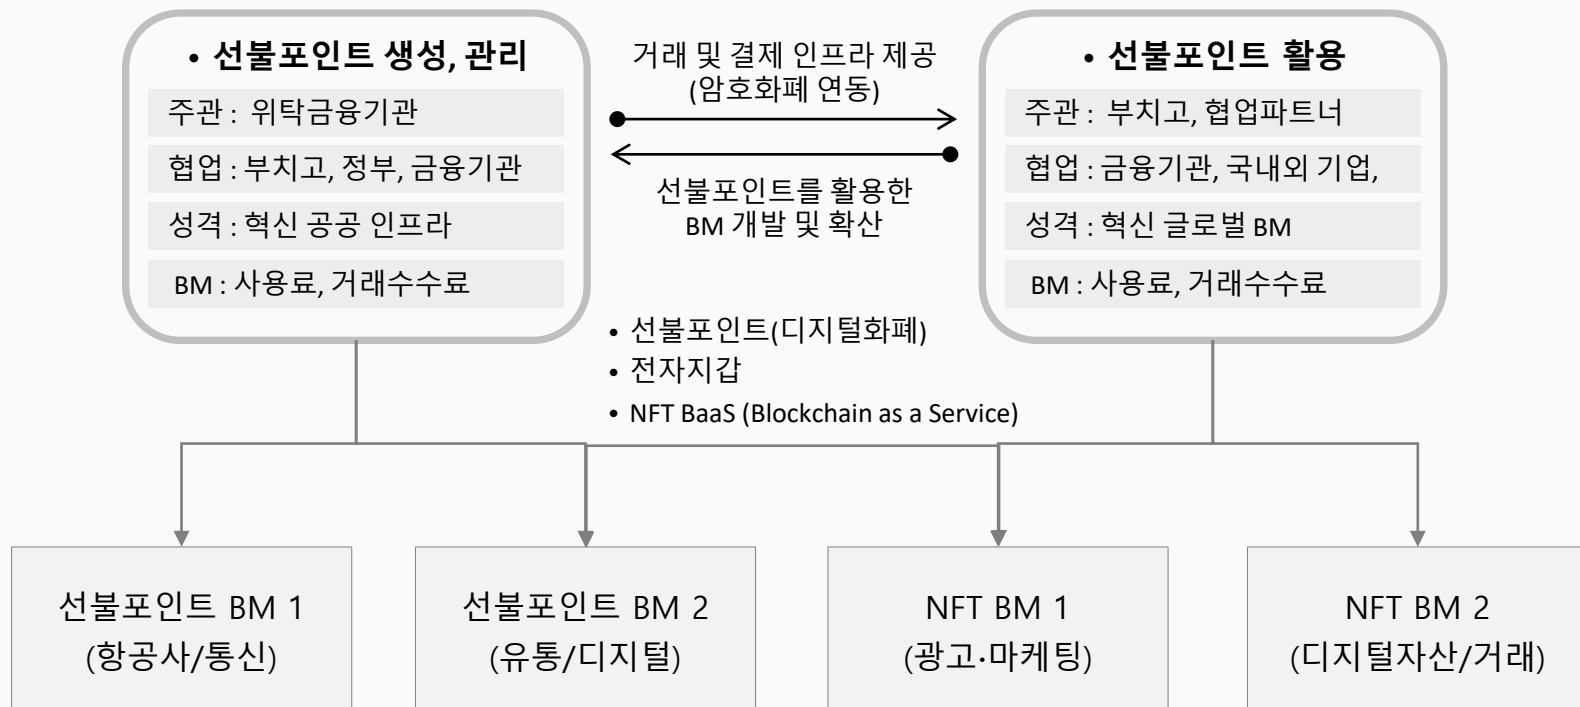 • 선불포인트 생성, 관리
주관 : 위탁금융기관
협업 : 부치고, 정부, 금융기관
성격 : 혁신 공공 인프라
BM : 사용료, 거래수수료
거래 및 결제 인프라 제공
(암호화폐 연동)
선불포인트를 활용한
BM 개발 및 확산
• 선불포인트 활용
주관 : 부치고, 협업파트너
협업 : 금융기관, 국내외 기업,
성격 : 혁신 글로벌 BM
BM : 사용료, 거래수수료
• 선불포인트(디지털화폐)
• 전자지갑
• NFT BaaS (Blockchain as a Service)
선불포인트 BM 1
(항공사/통신)
선불포인트 BM 2
(유통/디지털)
NFT BM 1
(광고·마케팅)
NFT BM 2
(디지털자산/거래)